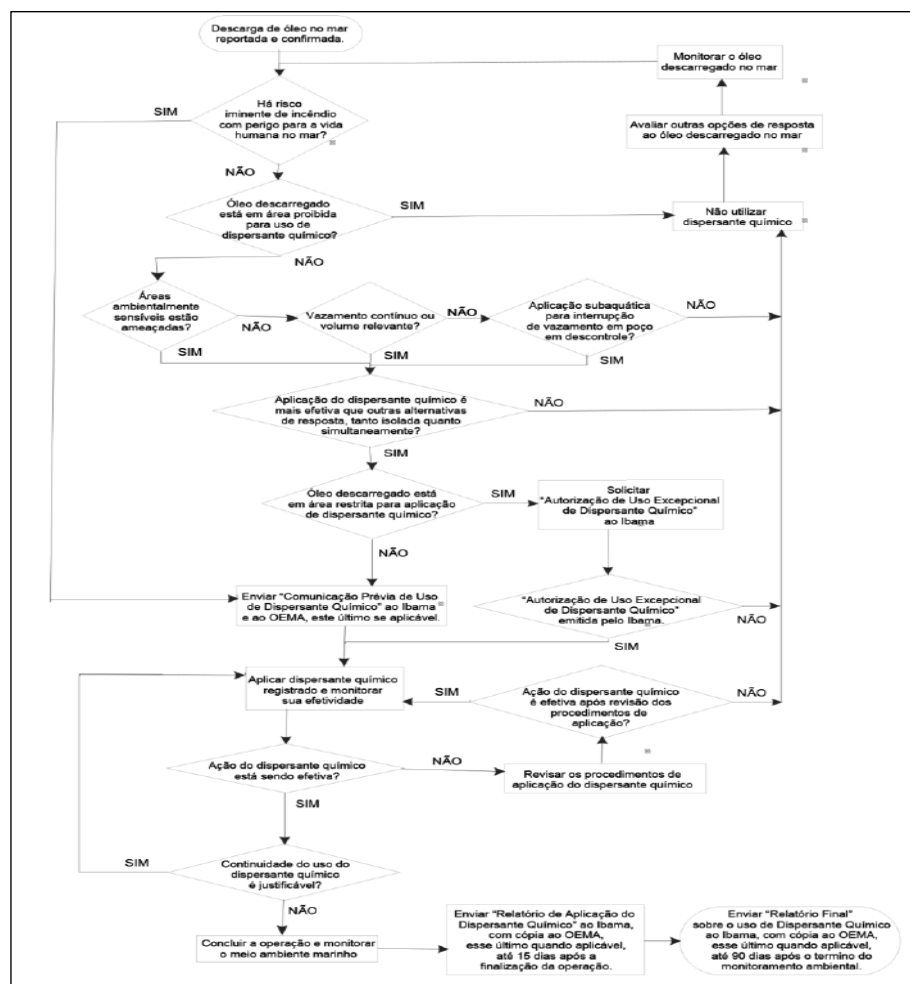 Descarga de óleo no mar
reportada e confirmada.
Monitorar o óleo
descarregado no mar
SIM
Há risco
iminente de incêndio
com perigo para a vida
humana no mar?
Avaliar outras opções de resposta
ao óleo descarregado no mar
NÃO
Óleo descarregado
está em área proibida
para uso de
dispersante químico?
SIM
Não utilizar
dispersante químico
NÃO
Áreas
ambientalmente
sensíveis estão
ameaçadas?
NÃO
Vazamento contínuo ou
volume relevante?
NÃO
Aplicação subaquática
para interrupção
de vazamento em poço
em descontrole?
NÃO
SIM
SIM
SIM
Aplicação do dispersante químico é
mais efetiva que outras alternativas
de resposta, tanto isolada quanto
simultaneamente?
NÃO
SIM
Óleo descarregado está
em área restrita para aplicação
de dispersante químico?
SIM
Solicitar
"Autorização de Uso Excepcional
de Dispersante Químico"
ao Ibama
NÃO
Enviar "Comunicação Prévia de Uso
de Dispersante Químico" ao Ibama
e ao OEMA, este último se aplicável.
"Autorização de Uso Excepcional
de Dispersante Químico"
emitida pelo Ibama.
NÃO
SIM
Aplicar dispersante químico
registrado e monitorar
sua efetividade
SIM
Ação do dispersante químico
é efetiva após revisão dos
procedimentos de
aplicação?
NÃO
Ação do dispersante químico
está sendo efetiva?
NÃO
Revisar os procedimentos de
aplicação do dispersante químico
SIM
SIM
Continuidade do uso do
dispersante químico
é justificável?
NÃO
Concluir a operação e monitorar
o meio ambiente marinho
Enviar "Relatório de Aplicação do
Dispersante Químico" ao Ibama,
com cópia ao OEMA,
esse último quando aplicável,
até 15 dias após a
finalização da operação.
Enviar "Relatório Final"
sobre o uso de Dispersante Químico
ao Ibama, com cópia ao OEMA,
esse último quando aplicável,
até 90 dias após o termino do
monitoramento ambiental.